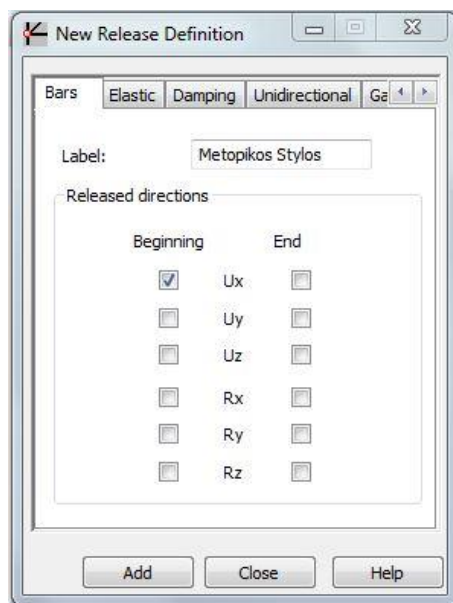 New Release Definition
Bars Elastic Damping Unidirectional Ga
Label: Metopikos Stylos
Released directions
Beginning End
Ux
Uy
Uz
Rx
Ry
Rz
Add Close Help